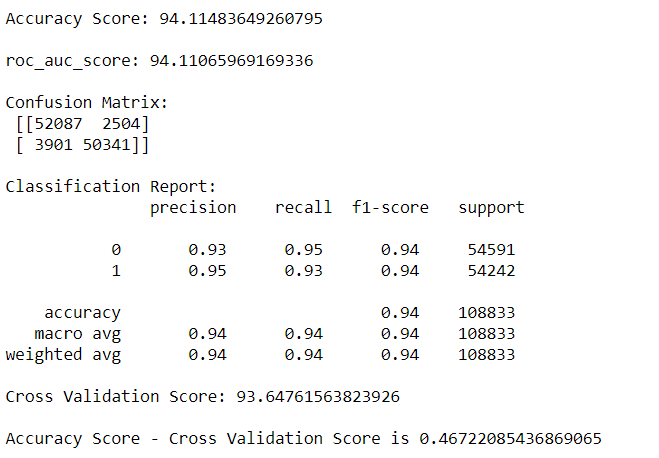 Accuracy Score: 94.11483649260795
roc_auc_score: 94.11065969169336
Confusion Matrix:
[[52087 2504]
[ 3901 50341]]
Classification Report:
precision recall f1-score support
0 0.93 0.95 0.94 54591
1 0.95 0.93 0.94 54242
accuracy 0.94 108833
macro avg 0.94 0.94 0.94 108833
weighted avg 0.94 0.94 0.94 108833
Cross Validation Score: 93.64761563823926
Accuracy Score - Cross Validation Score is 0.46722085436869065